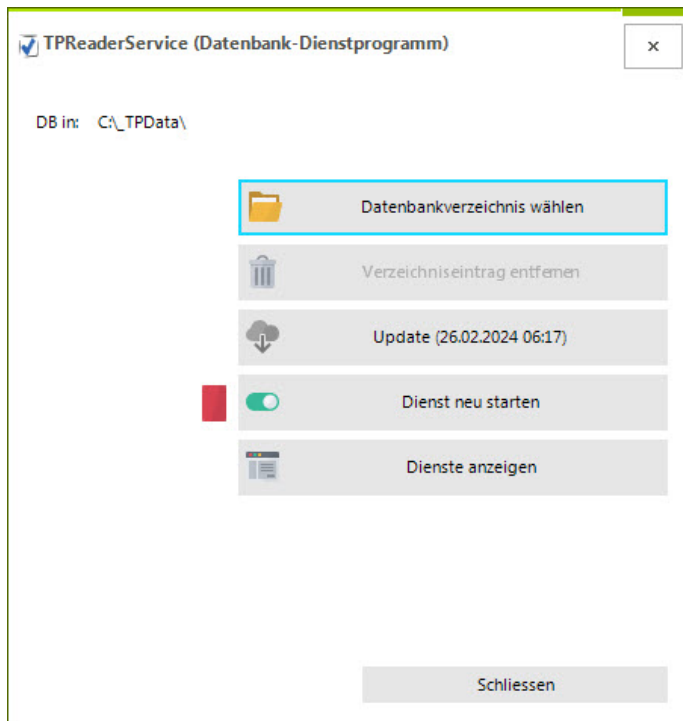 TPReaderService (Datenbank-Dienstprogramm)
DB in: C:\_TPData\
Datenbankverzeichnis wählen
Verzeichniseintrag entfernen
Update (26.02.2024 06:17)
Dienst neu starten
Dienste anzeigen
Schliessen